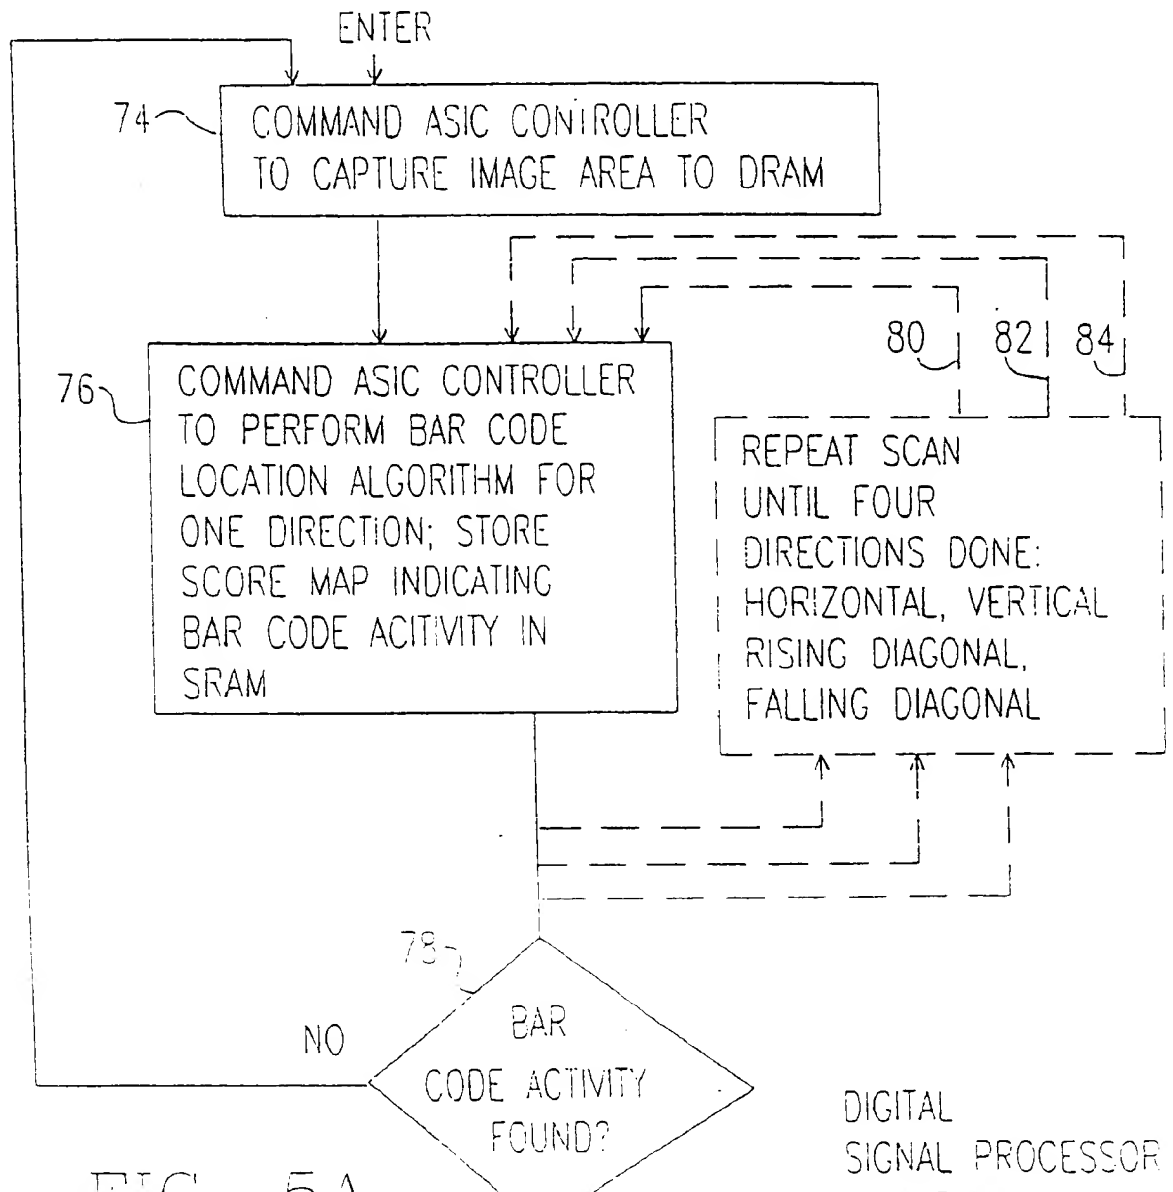 ENTER
74
COMMAND ASIC CONTROLLER
TO CAPTURE IMAGE AREA TO DRAM
80
82
84
76
COMMAND ASIC CONTROLLER
TO PERFORM BAR CODE
LOCATION ALGORITHM FOR
ONE DIRECTION; STORE
SCORE MAP INDICATING
BAR CODE ACITIVITY IN
SRAM
REPEAT SCAN
UNTIL FOUR
DIRECTIONS DONE:
HORIZONTAL, VERTICAL
RISING DIAGONAL,
FALLING DIAGONAL
78
NO
BAR
CODE ACTIVITY
FOUND?
DIGITAL
SIGNAL PROCESSOR
FIG. 5A